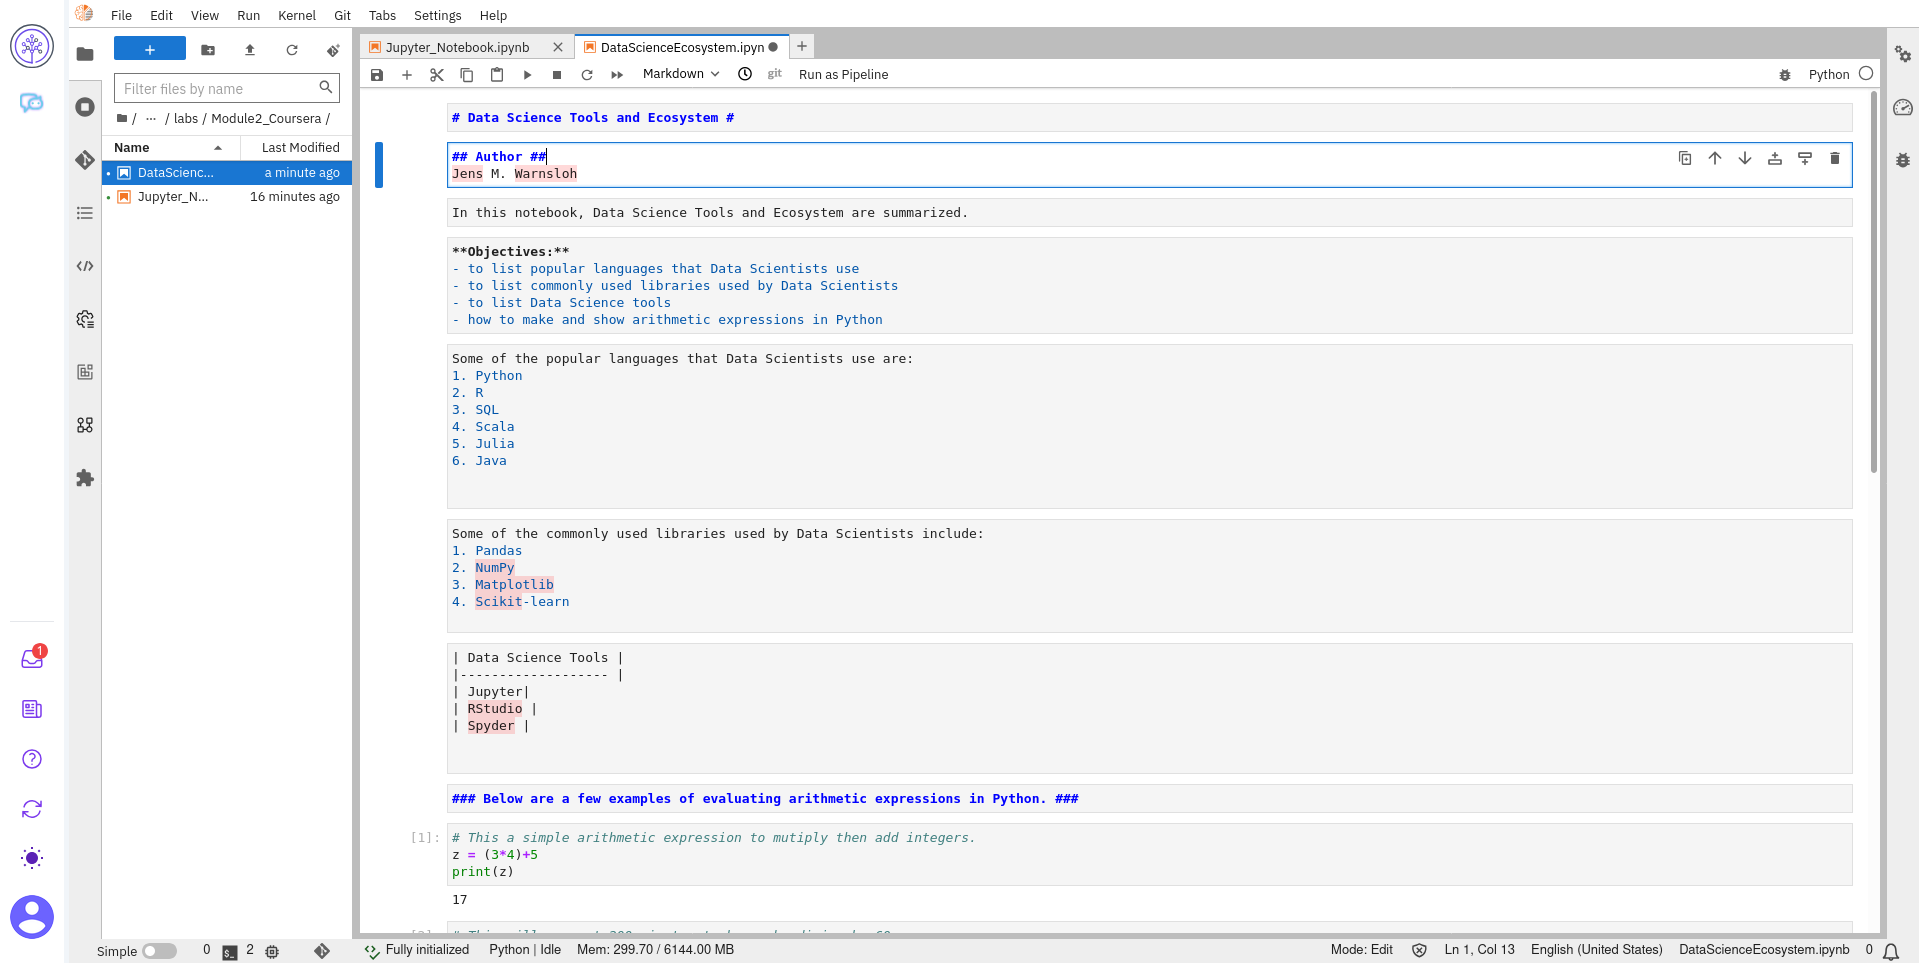 File Edit View Run Kernel Git Tabs Settings Help
+
Filter files by name
/ ... / labs / Module2_Coursera /
Name Last Modified
DataScienc... a minute ago
Jupyter_N... 16 minutes ago
Jupyter_Notebook.ipynb
DataScienceEcosystem.ipyn
Markdown git Run as Pipeline Python
# Data Science Tools and Ecosystem #
## Author ##
Jens M. Warnsloh
In this notebook, Data Science Tools and Ecosystem are summarized.
**Objectives:**
- to list popular languages that Data Scientists use
- to list commonly used libraries used by Data Scientists
- to list Data Science tools
- how to make and show arithmetic expressions in Python
Some of the popular languages that Data Scientists use are:
1. Python
2. R
3. SQL
4. Scala
5. Julia
6. Java
Some of the commonly used libraries used by Data Scientists include:
1. Pandas
2. NumPy
3. Matplotlib
4. Scikit-learn
| Data Science Tools |
|------------------- |
| Jupyter|
| RStudio |
| Spyder |
### Below are a few examples of evaluating arithmetic expressions in Python. ###
[1]: # This a simple arithmetic expression to mutiply then add integers.
z = (3*4)+5
print(z)
17
1
Simple 0 2 Fully initialized Python | Idle Mem: 299.70 / 6144.00 MB Mode: Edit Ln 1, Col 13 English (United States) DataScienceEcosystem.ipynb 0